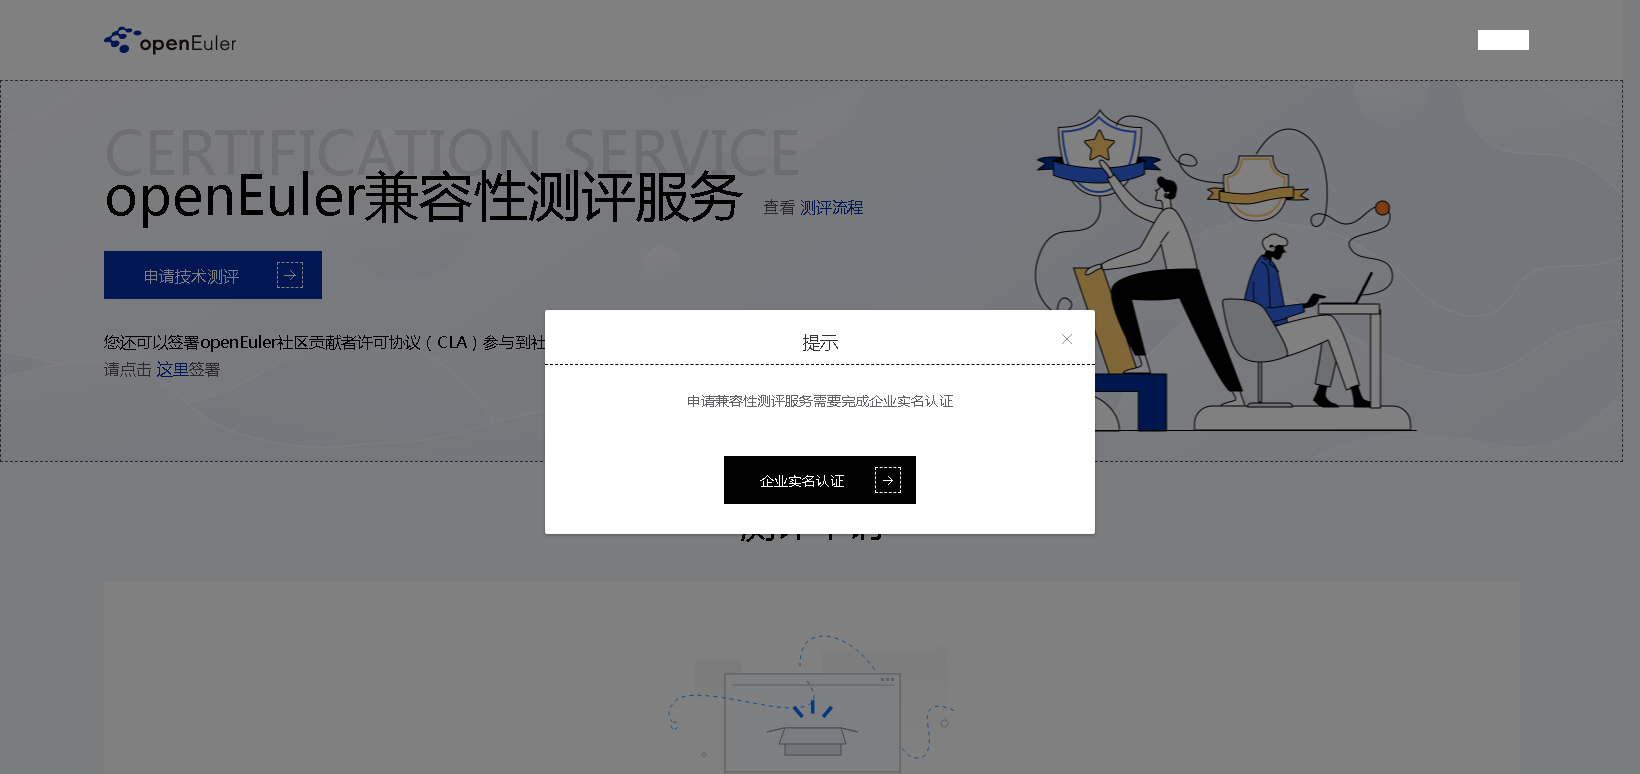 openEuler
CERTIFICATION SERVICE
openEuler兼容性测评服务 查看 测评流程
申请技术测评
您还可以签署openEuler社区贡献者许可协议（CLA）参与到社
请点击 这里签署
提示
申请兼容性测评服务需要完成企业实名认证
企业实名认证